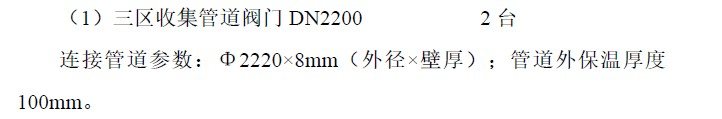 （1）三区收集管道阀门 DN2200 2 台
连接管道参数：Φ2220×8mm（外径×壁厚）；管道外保温厚度
100mm。